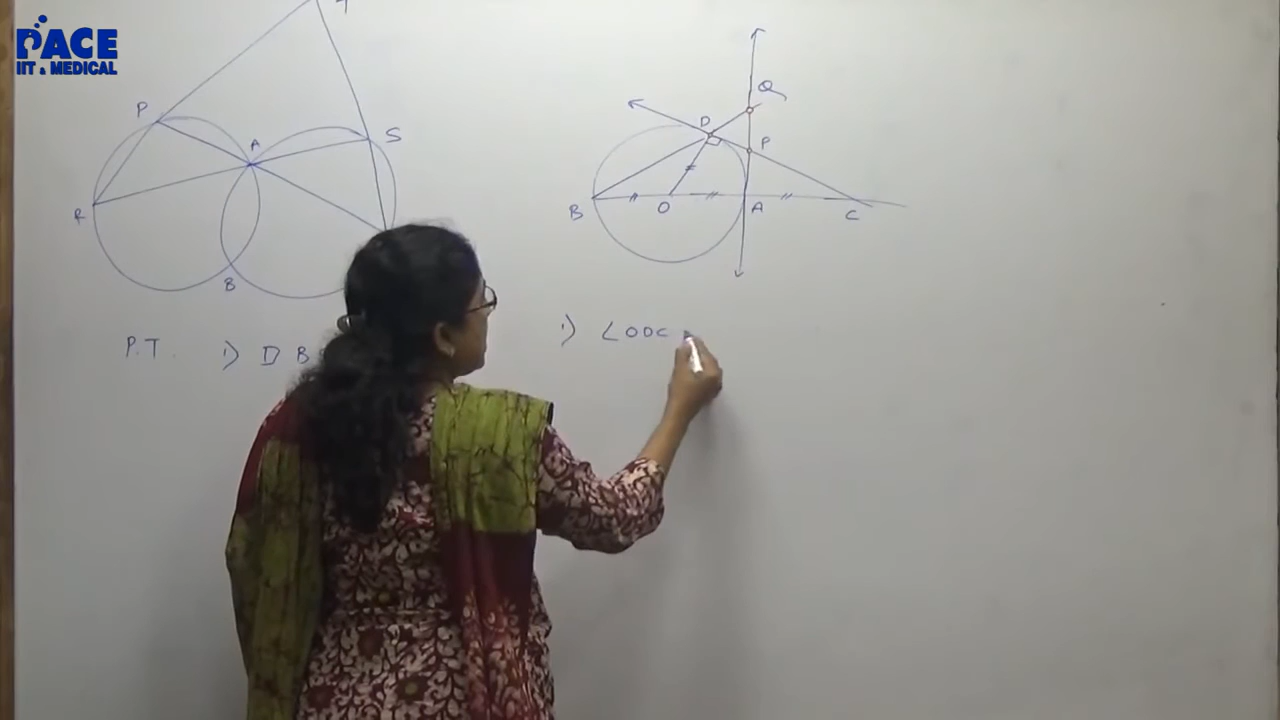 PACE
IIT & MEDICAL
P
A
S
R
B
P.T. 1) D B
Q
D
P
B
O
A
C
1) ∠ODC